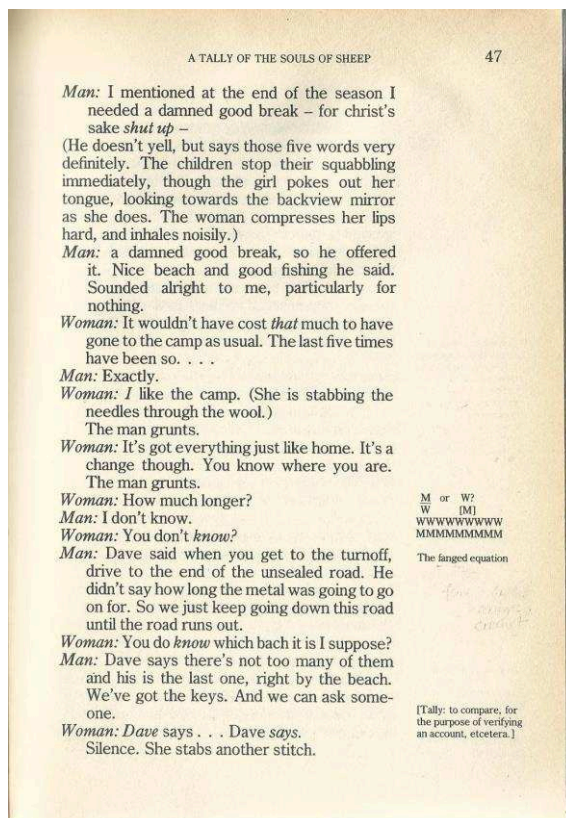 A TALLY OF THE SOULS OF SHEEP 47
Man: I mentioned at the end of the season I
needed a damned good break – for christ's
sake shut up –
(He doesn't yell, but says those five words very
definitely. The children stop their squabbling
immediately, though the girl pokes out her
tongue, looking towards the backview mirror
as she does. The woman compresses her lips
hard, and inhales noisily.)
Man: a damned good break, so he offered
it. Nice beach and good fishing he said.
Sounded alright to me, particularly for
nothing.
Woman: It wouldn't have cost that much to have
gone to the camp as usual. The last five times
have been so. . . .
Man: Exactly.
Woman: I like the camp. (She is stabbing the
needles through the wool.)
The man grunts.
Woman: It's got everything just like home. It's a
change though. You know where you are.
The man grunts.
Woman: How much longer?
Man: I don't know.
Woman: You don't know?
Man: Dave said when you get to the turnoff,
drive to the end of the unsealed road. He
didn't say how long the metal was going to go
on for. So we just keep going down this road
until the road runs out.
Woman: You do know which bach it is I suppose?
Man: Dave says there's not too many of them
and his is the last one, right by the beach.
We've got the keys. And we can ask some-
one.
Woman: Dave says . . . Dave says.
Silence. She stabs another stitch.
M or W?
W [M]
WWWWWWWWW
MMMMMMMMM
The fanged equation
[Tally: to compare, for
the purpose of verifying
an account, etcetera.]